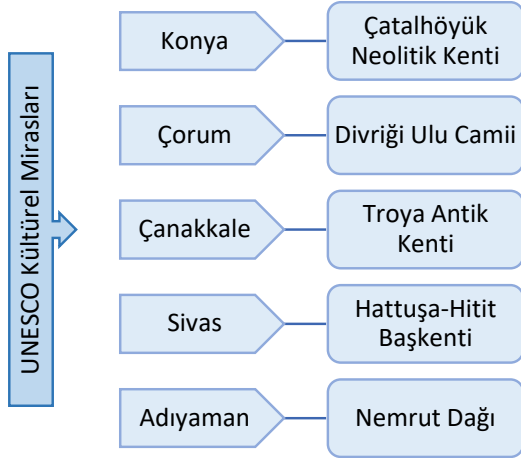 UNESCO Kültürel Mirasları
Konya
Çatalhöyük
Neolitik Kenti
Çorum
Divriği Ulu Camii
Çanakkale
Troya Antik
Kenti
Sivas
Hattuşa-Hitit
Başkenti
Adıyaman
Nemrut Dağı